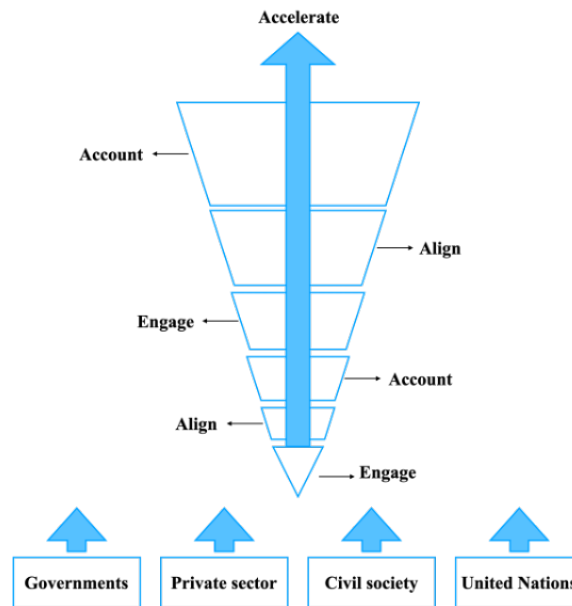 Accelerate
Account
Align
Engage
Account
Align
Engage
Governments
Private sector
Civil society
United Nations